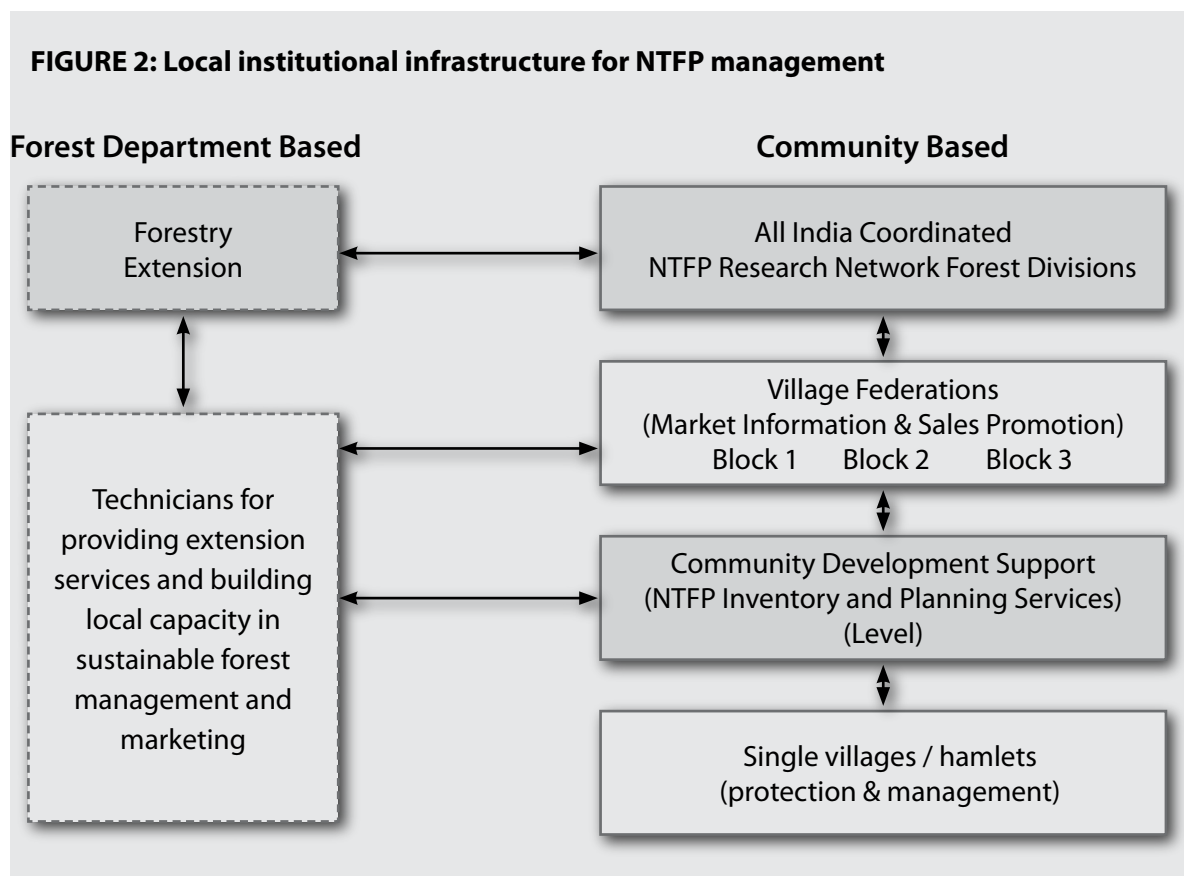 FIGURE 2: Local institutional infrastructure for NTFP management
Forest Department Based
Community Based
Forestry
Extension
All India Coordinated
NTFP Research Network Forest Divisions
Village Federations
(Market Information & Sales Promotion)
Block 1 Block 2 Block 3
Technicians for
providing extension
services and building
local capacity in
sustainable forest
management and
marketing
Community Development Support
(NTFP Inventory and Planning Services)
(Level)
Single villages / hamlets
(protection & management)